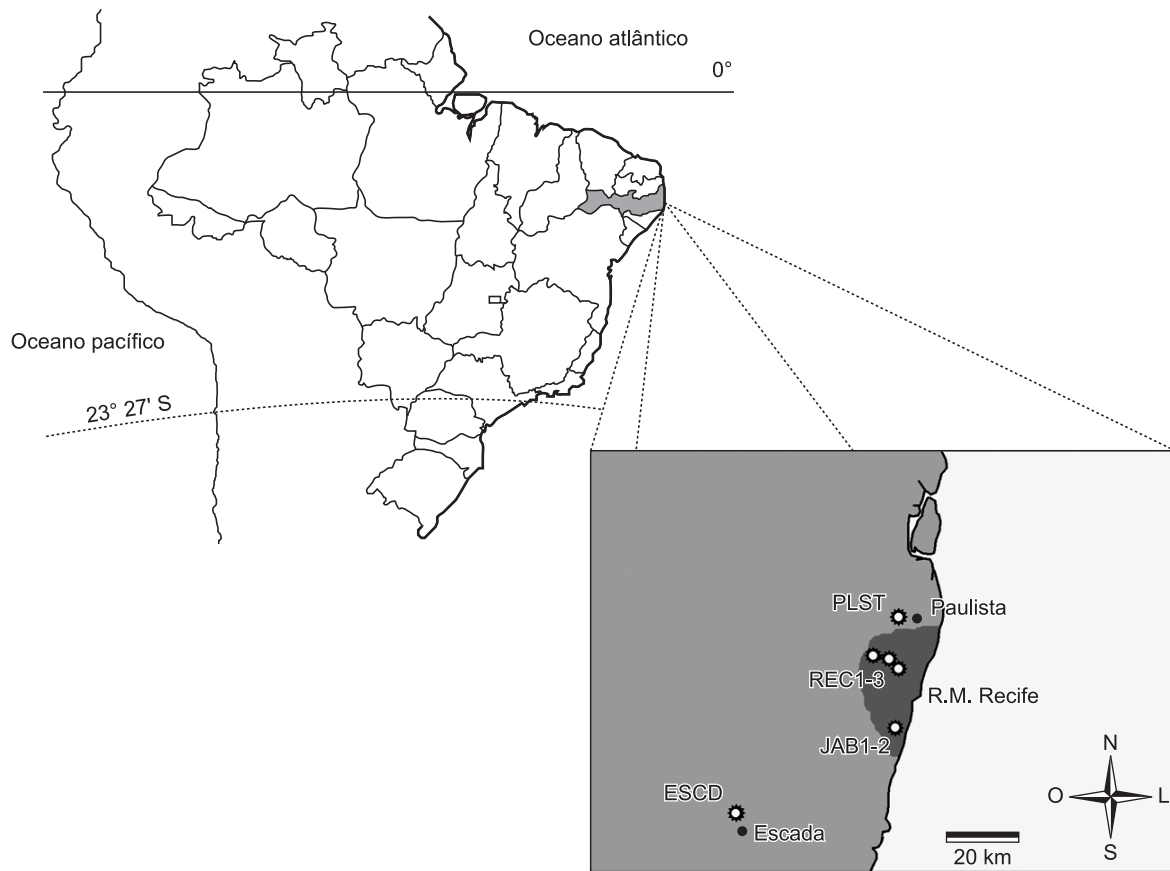 Oceano atlântico
0°
Oceano pacífico
23° 27' S
PLST
Paulista
REC1-3
R.M. Recife
JAB1-2
ESCD
Escada
N
O
L
S
20 km